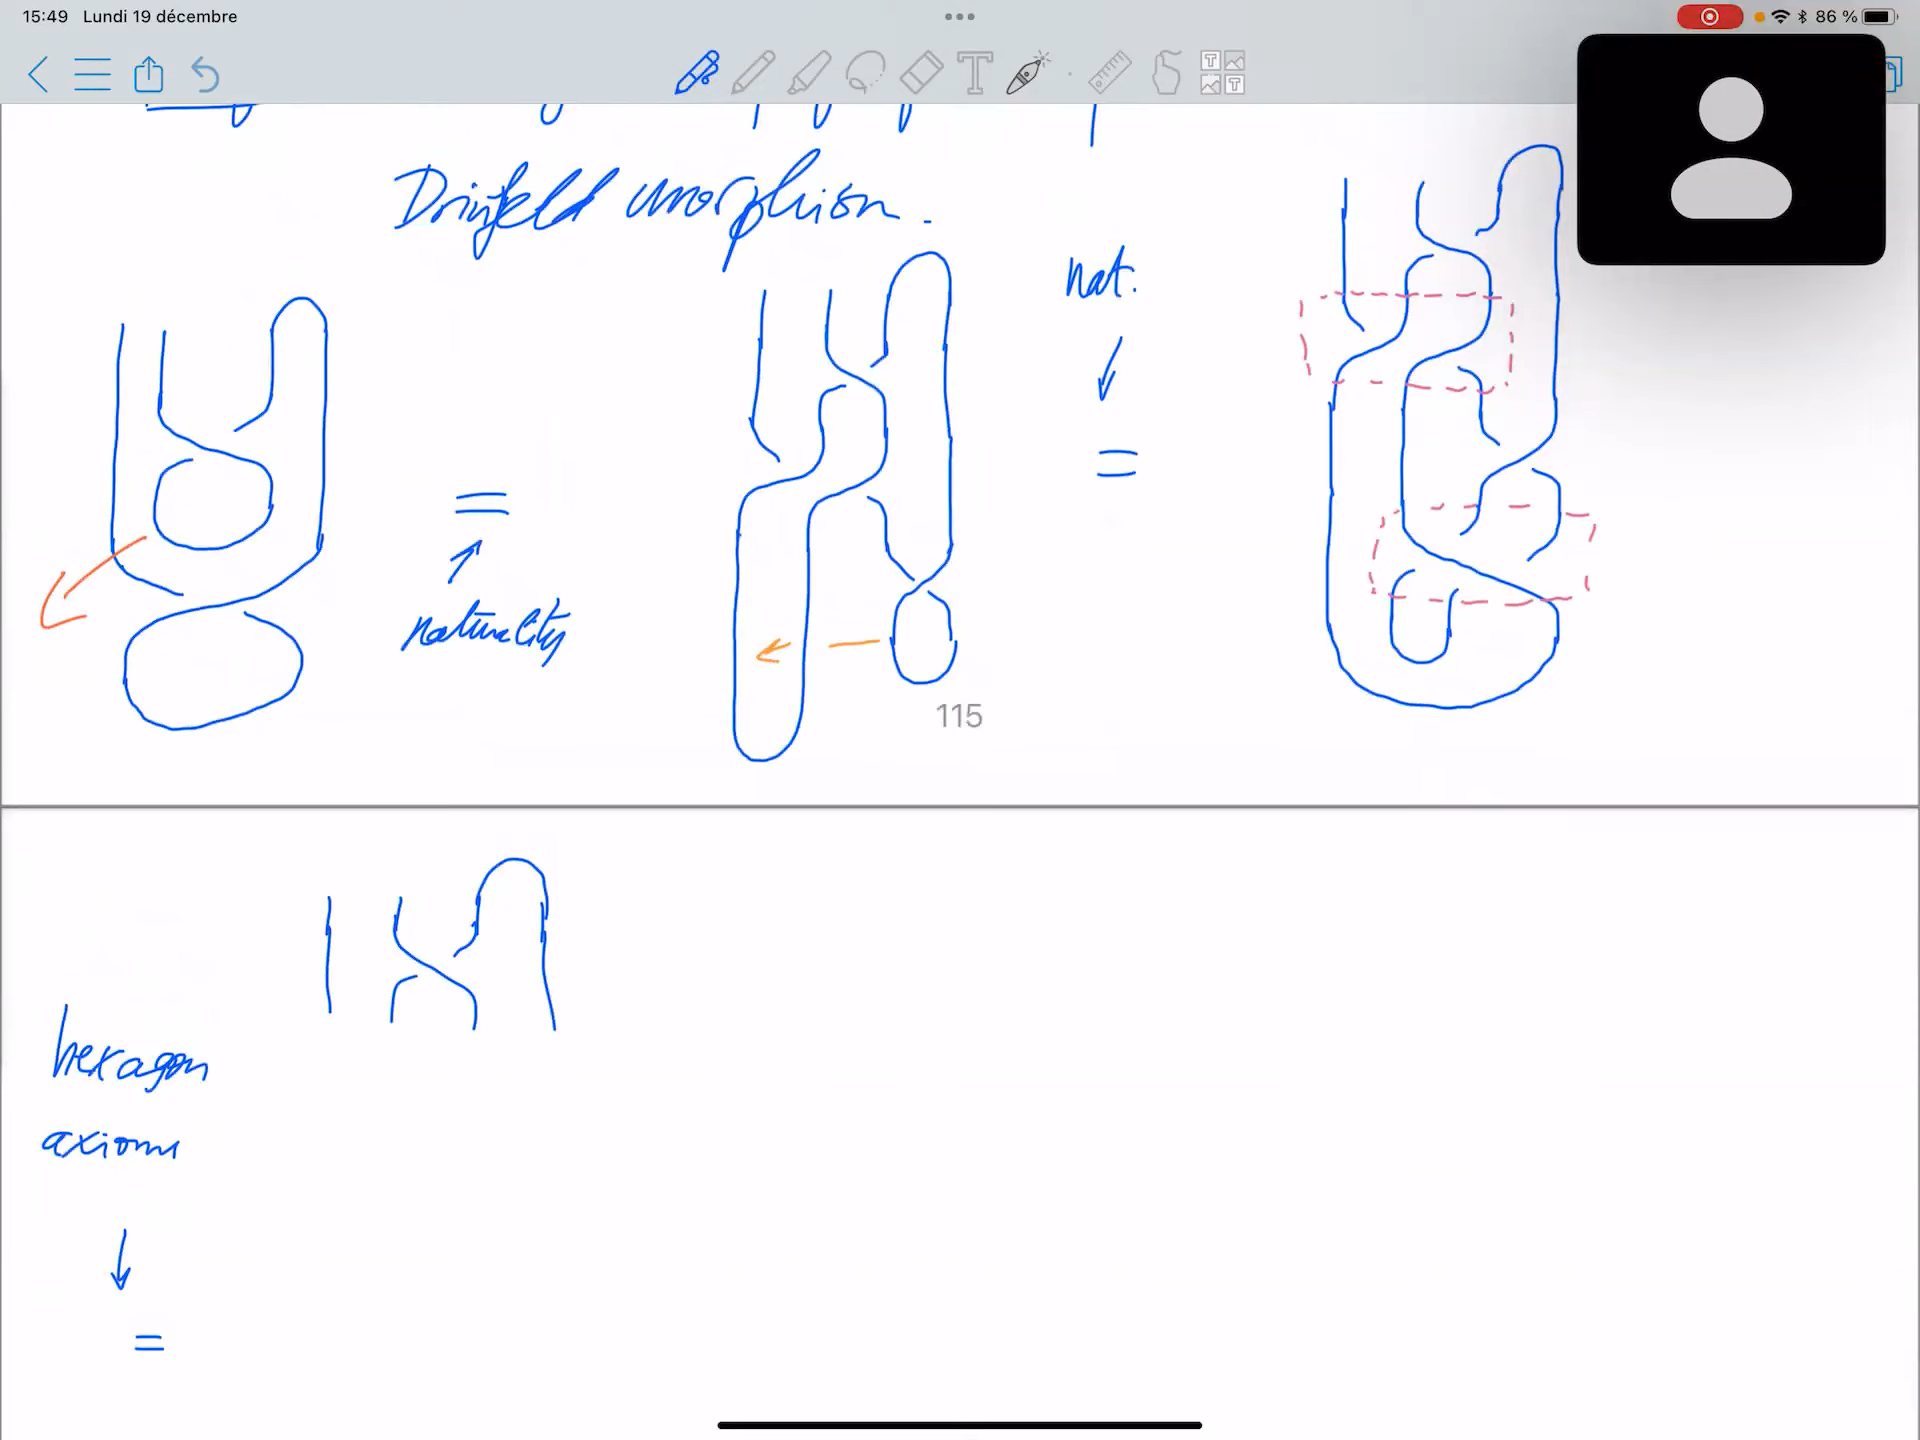 15:49 Lundi 19 décembre
86 %
Drinfeld morphism.
nat.
=
=
naturality
115
hexagon
axioms
=